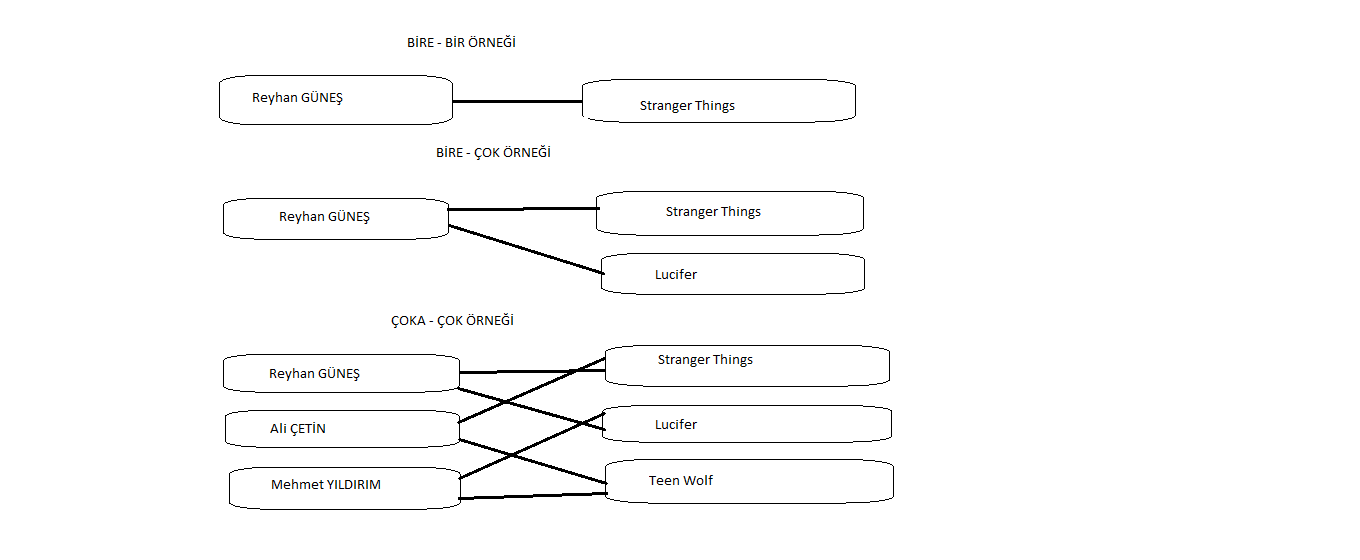 BİRE - BİR ÖRNEĞİ
Reyhan GÜNEŞ
Stranger Things
BİRE - ÇOK ÖRNEĞİ
Reyhan GÜNEŞ
Stranger Things
Lucifer
ÇOKA - ÇOK ÖRNEĞİ
Reyhan GÜNEŞ
Stranger Things
Ali ÇETİN
Lucifer
Mehmet YILDIRIM
Teen Wolf